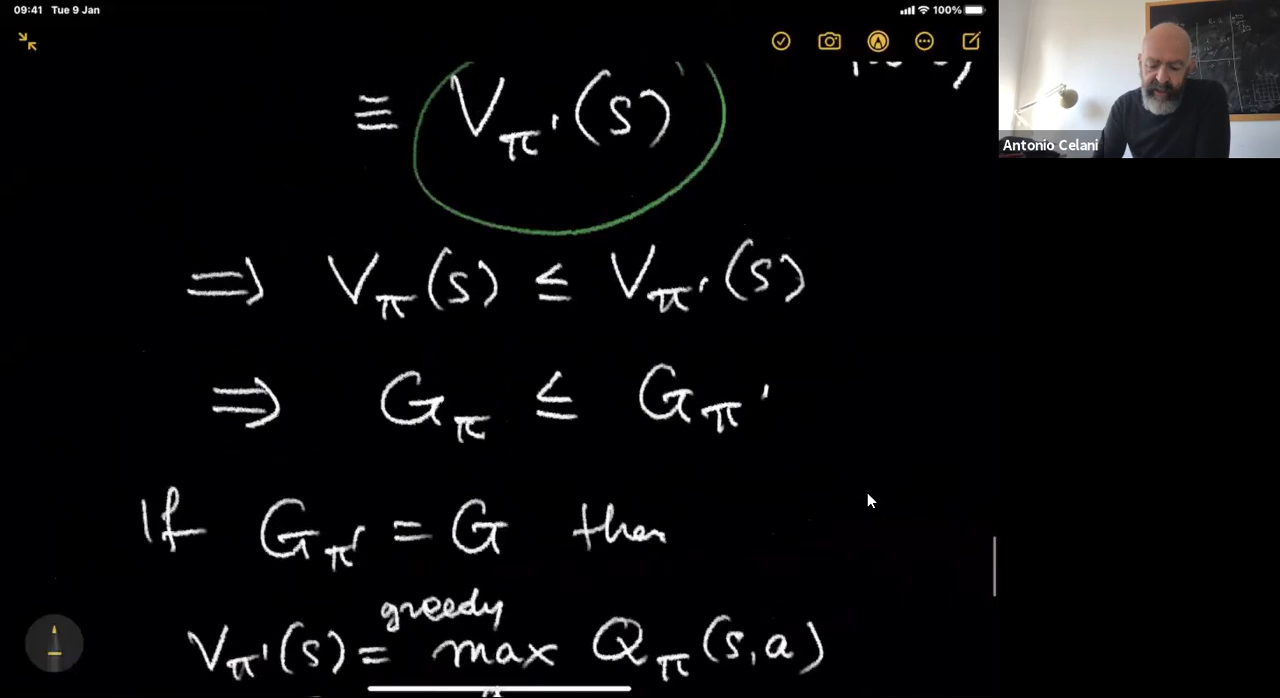 09:41 Tue 9 Jan 100%
≡ V_π'(s)
Antonio Celani
⇒ V_π(s) ≤ V_π'(s)
⇒ G_π ≤ G_π'
If G_π' = G then
greedy
V_π'(s) = max Q_π(s,a)